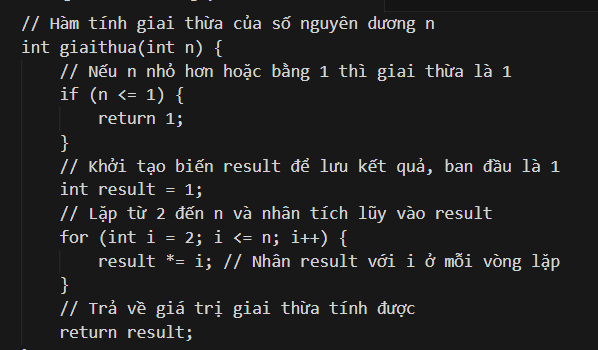 // Hàm tính giai thừa của số nguyên dương n
int giaithua(int n) {
// Nếu n nhỏ hơn hoặc bằng 1 thì giai thừa là 1
if (n <= 1) {
return 1;
}
// Khởi tạo biến result để lưu kết quả, ban đầu là 1
int result = 1;
// Lặp từ 2 đến n và nhân tích lũy vào result
for (int i = 2; i <= n; i++) {
result *= i; // Nhân result với i ở mỗi vòng lặp
}
// Trả về giá trị giai thừa tính được
return result;